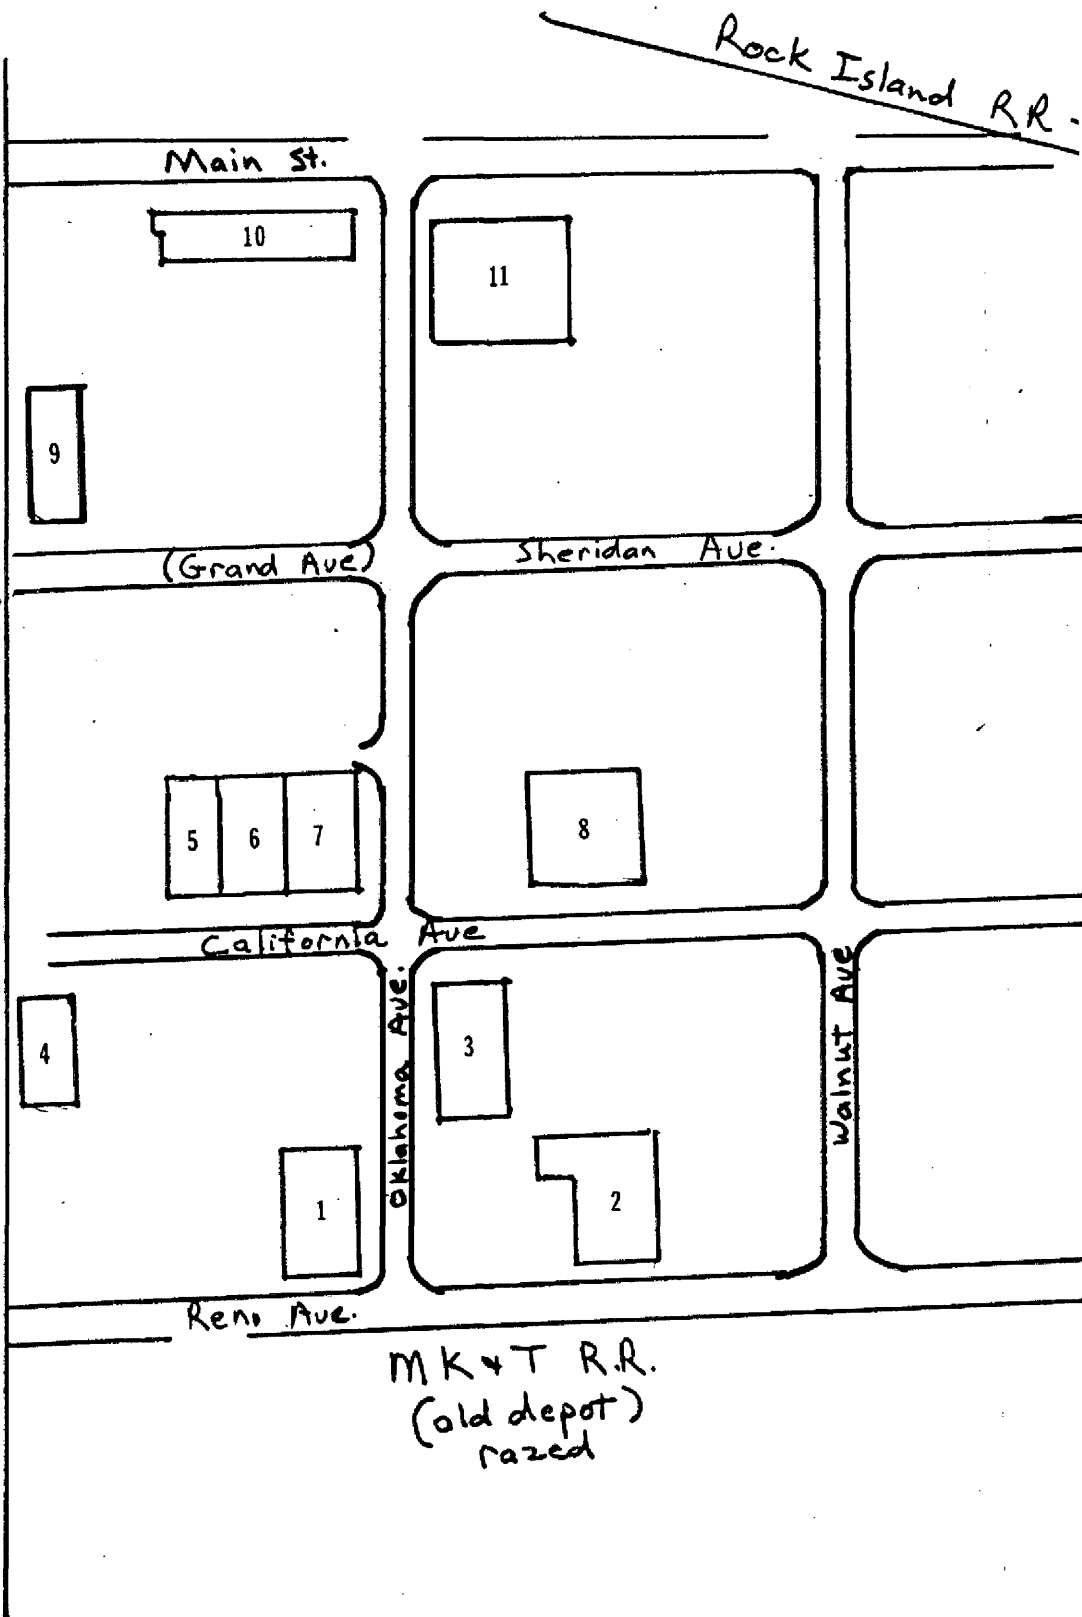 Rock Island RR.
Main St.
10
11
9
(Grand Ave) Sheridan Ave.
5 6 7 8
California Ave
Oklahoma Ave.
Walnut Ave
4
3
1
2
Reno Ave.
MK&T R.R.
(old depot)
razed